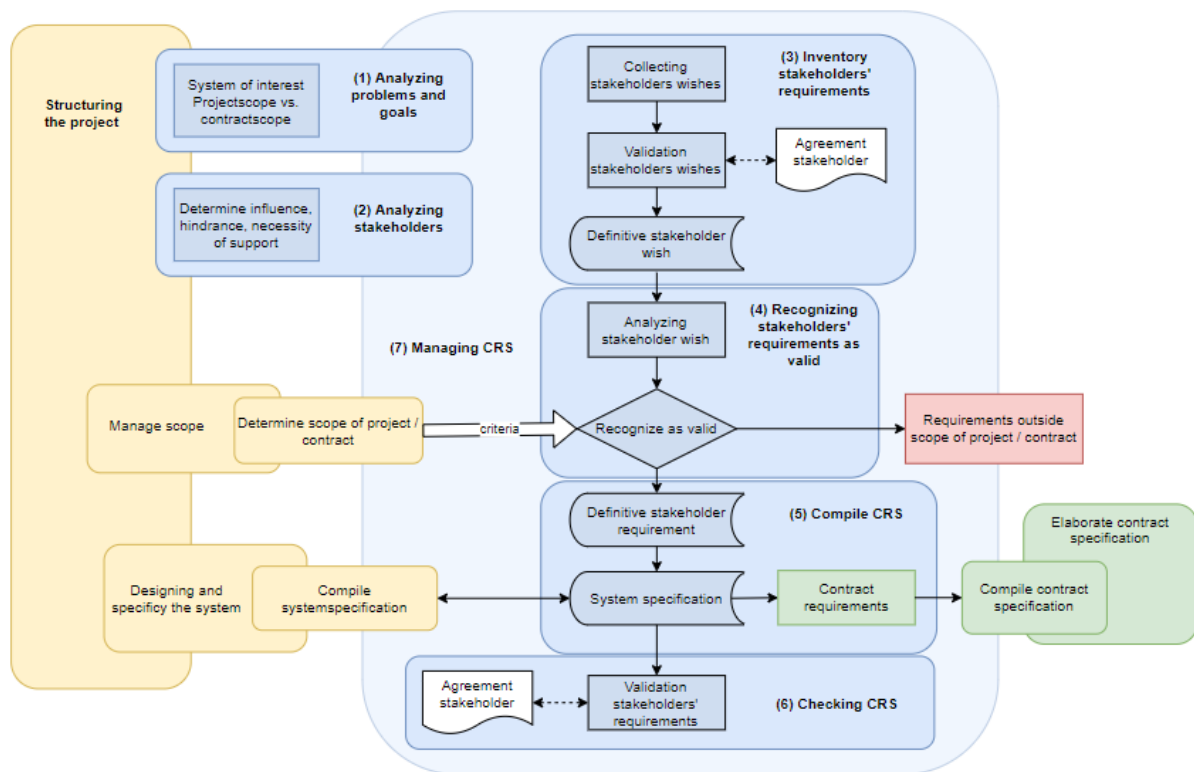 Structuring
the project
System of interest
Projectscope vs.
contractscope
(1) Analyzing
problems and
goals
Determine influence,
hindrance, necessity
of support
(2) Analyzing
stakeholders
Collecting
stakeholders wishes
(3) Inventory
stakeholders'
requirements
Validation
stakeholders wishes
Agreement
stakeholder
Definitive stakeholder
wish
Analyzing
stakeholder wish
(4) Recognizing
stakeholders'
requirements as
valid
(7) Managing CRS
Manage scope
Determine scope of project /
contract
criteria
Recognize as valid
Requirements outside
scope of project / contract
Definitive stakeholder
requirement
(5) Compile CRS
Elaborate contract
specification
Designing and
specificy the system
Compile
systemspecification
System specification
Contract
requirements
Compile contract
specification
Agreement
stakeholder
Validation
stakeholders'
requirements
(6) Checking CRS